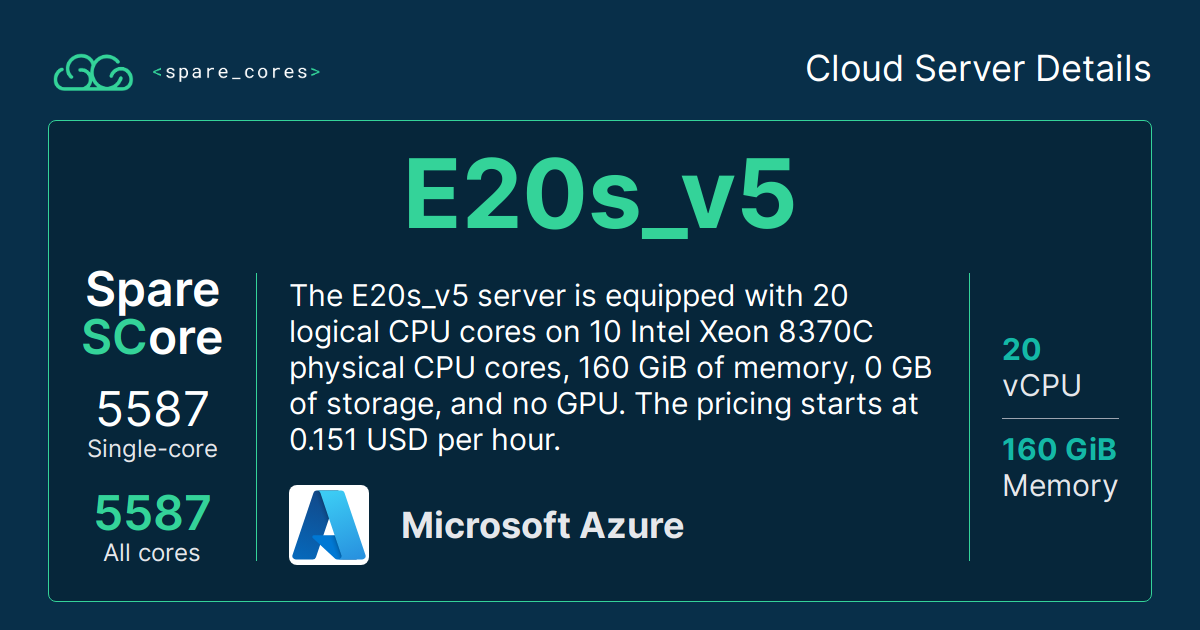 <spare_cores>
Cloud Server Details
E20s_v5
Spare
SCore
5587
Single-core
5587
All cores
The E20s_v5 server is equipped with 20
logical CPU cores on 10 Intel Xeon 8370C
physical CPU cores, 160 GiB of memory, 0 GB
of storage, and no GPU. The pricing starts at
0.151 USD per hour.
Microsoft Azure
20
vCPU
160 GiB
Memory